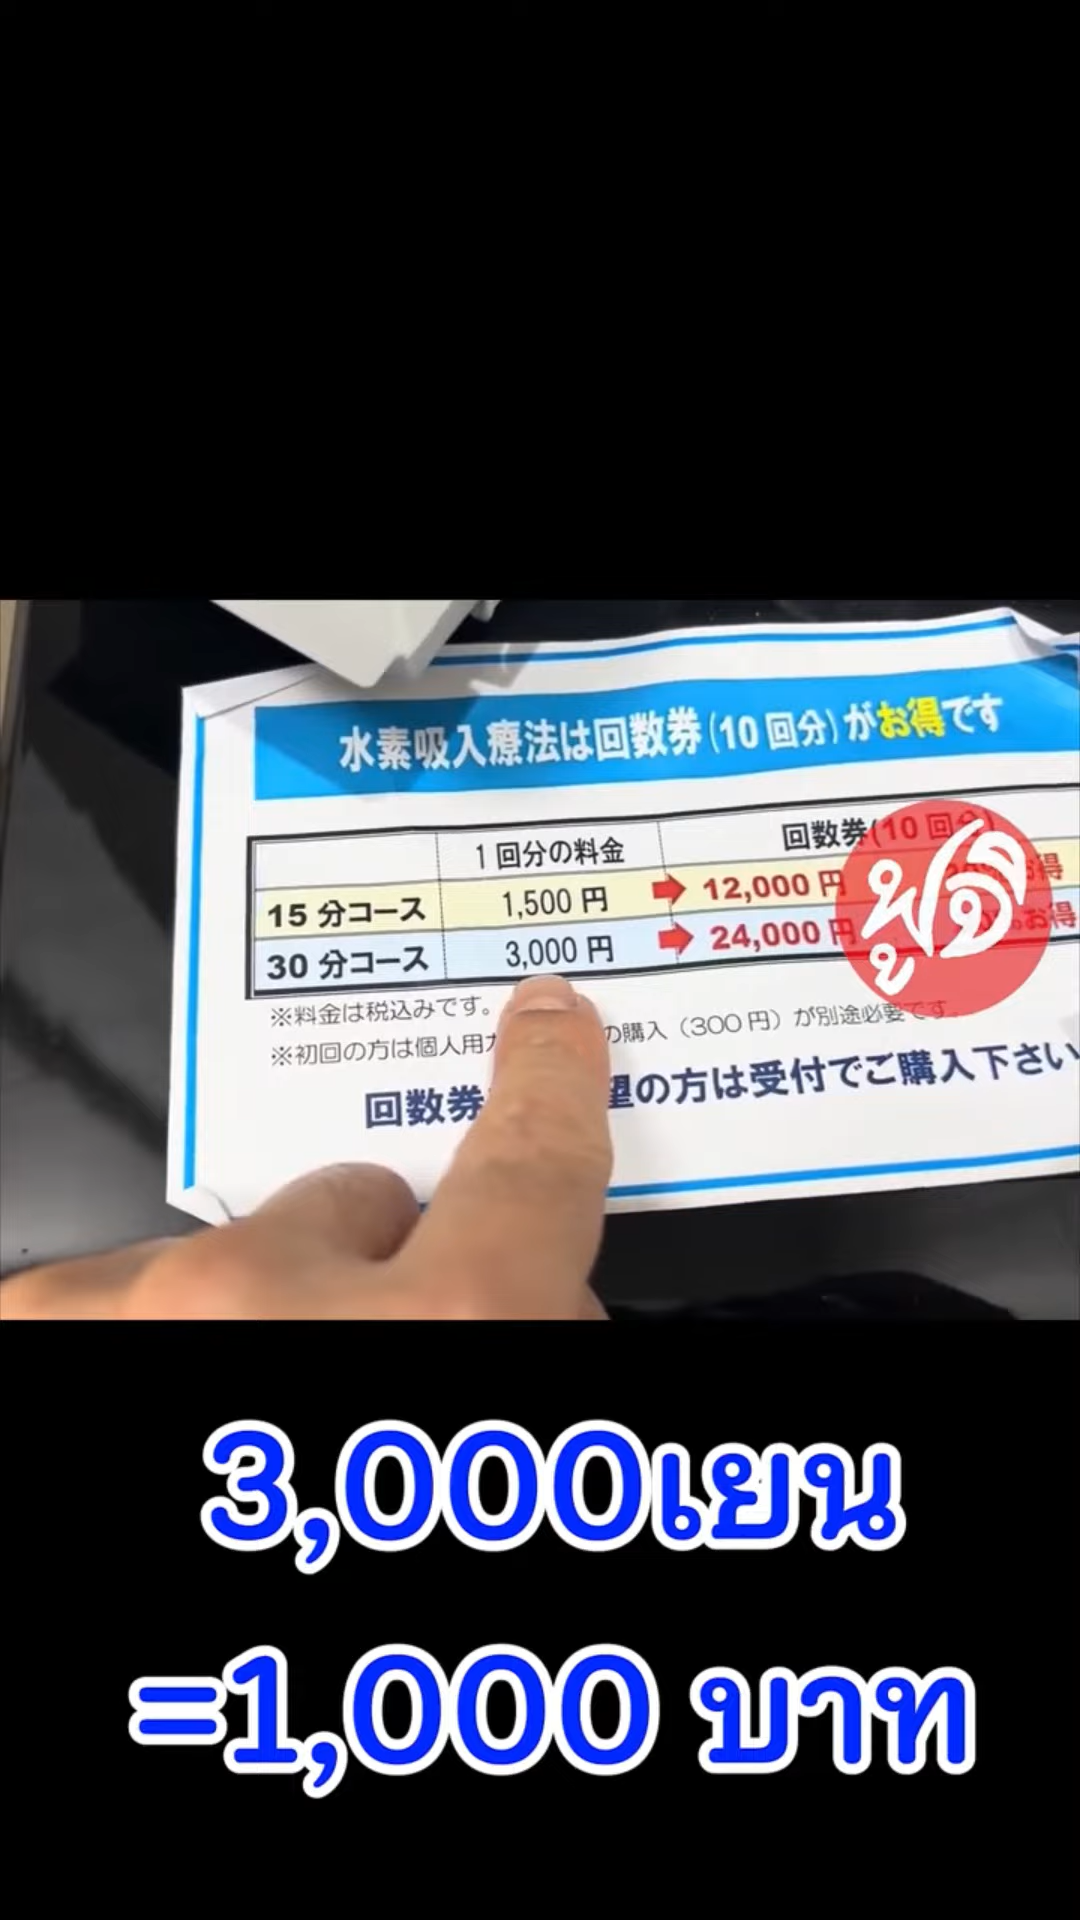 水素吸入療法は回数券(10回分)がお得です
1回分の料金 回数券(10回分)
15分コース 1,500円 12,000円 お得
30分コース 3,000円 24,000円 %お得
※料金は税込みです。
※初回の方は個人用カ の購入（300円）が別途必要です。
回数券 望の方は受付でご購入下さい
3,000เยน
=1,000 บาท